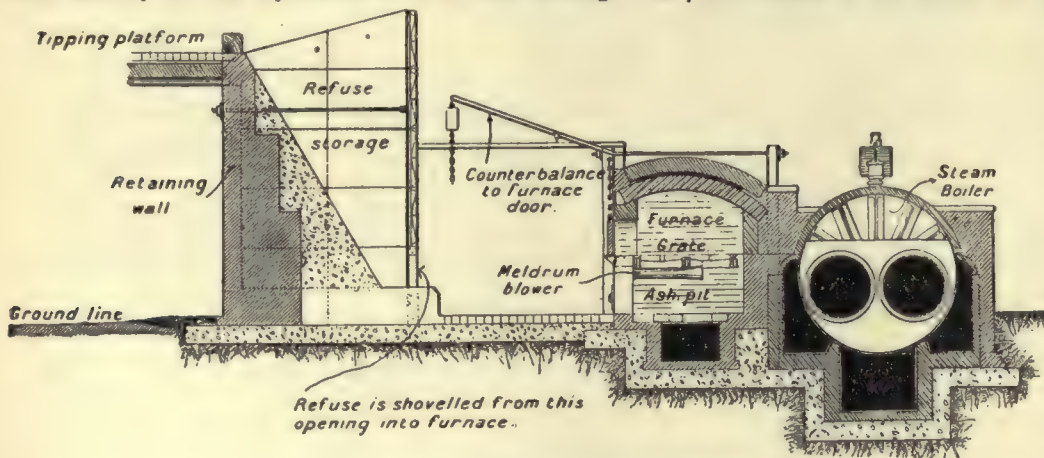 Tipping platform
Refuse
storage
Retaining
wall
Counterbalance
to furnace
door.
Furnace
Grate
Steam
Boiler
Meldrum
blower
Ash pit
Ground line
Refuse is shovelled from this
opening into furnace.